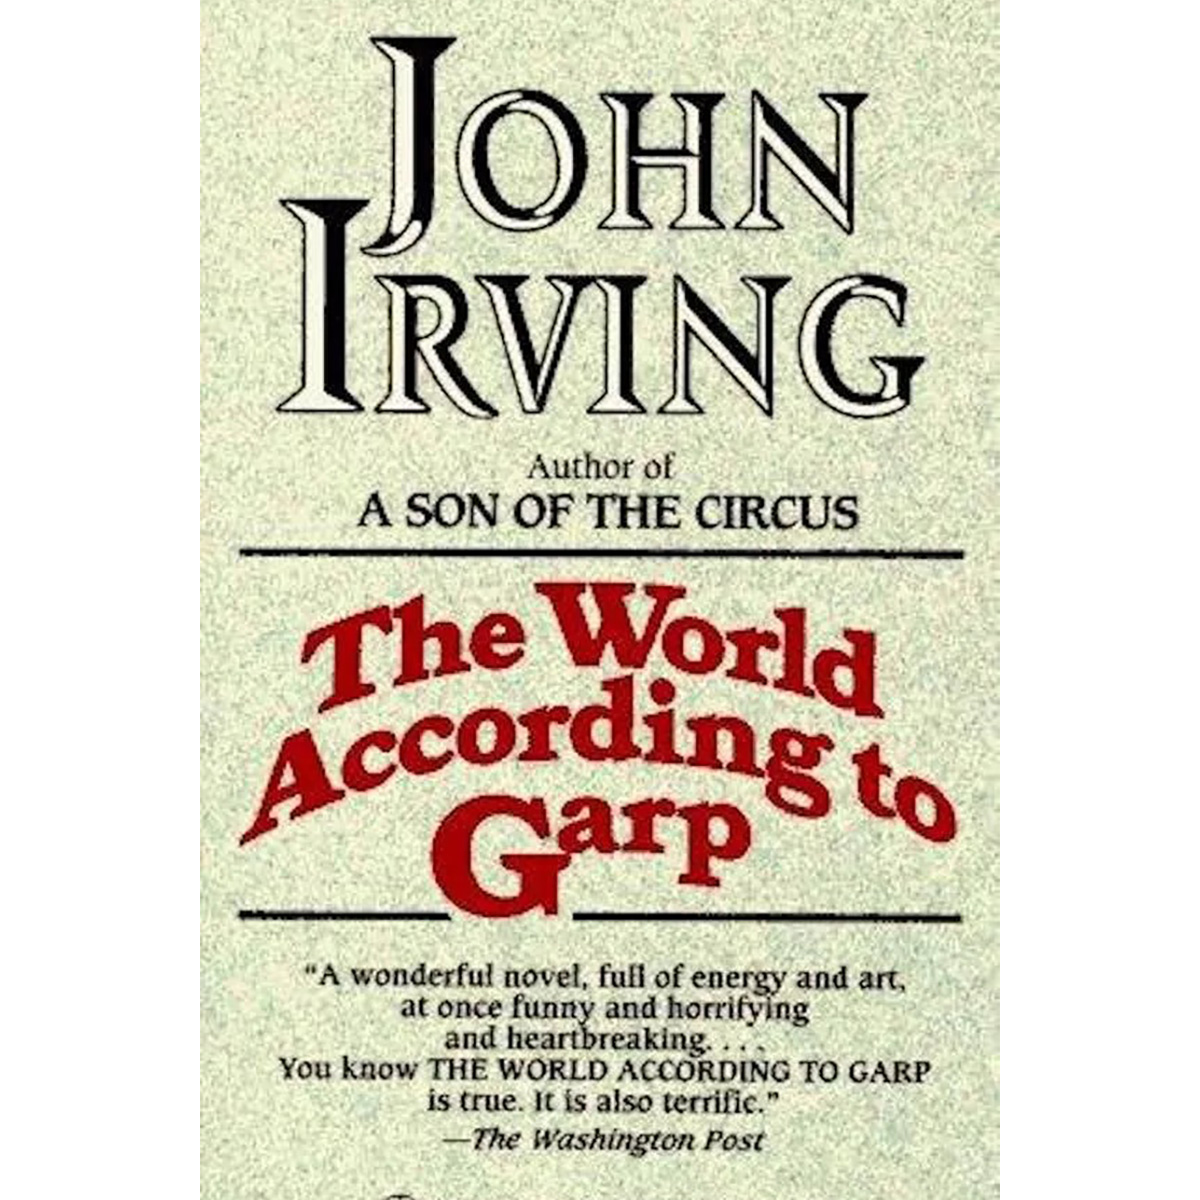 JOHN
IRVING
Author of
A SON OF THE CIRCUS
The World
According to
Garp
"A wonderful novel, full of energy and art,
at once funny and horrifying
and heartbreaking. . . .
You know THE WORLD ACCORDING TO GARP
is true. It is also terrific."
—The Washington Post